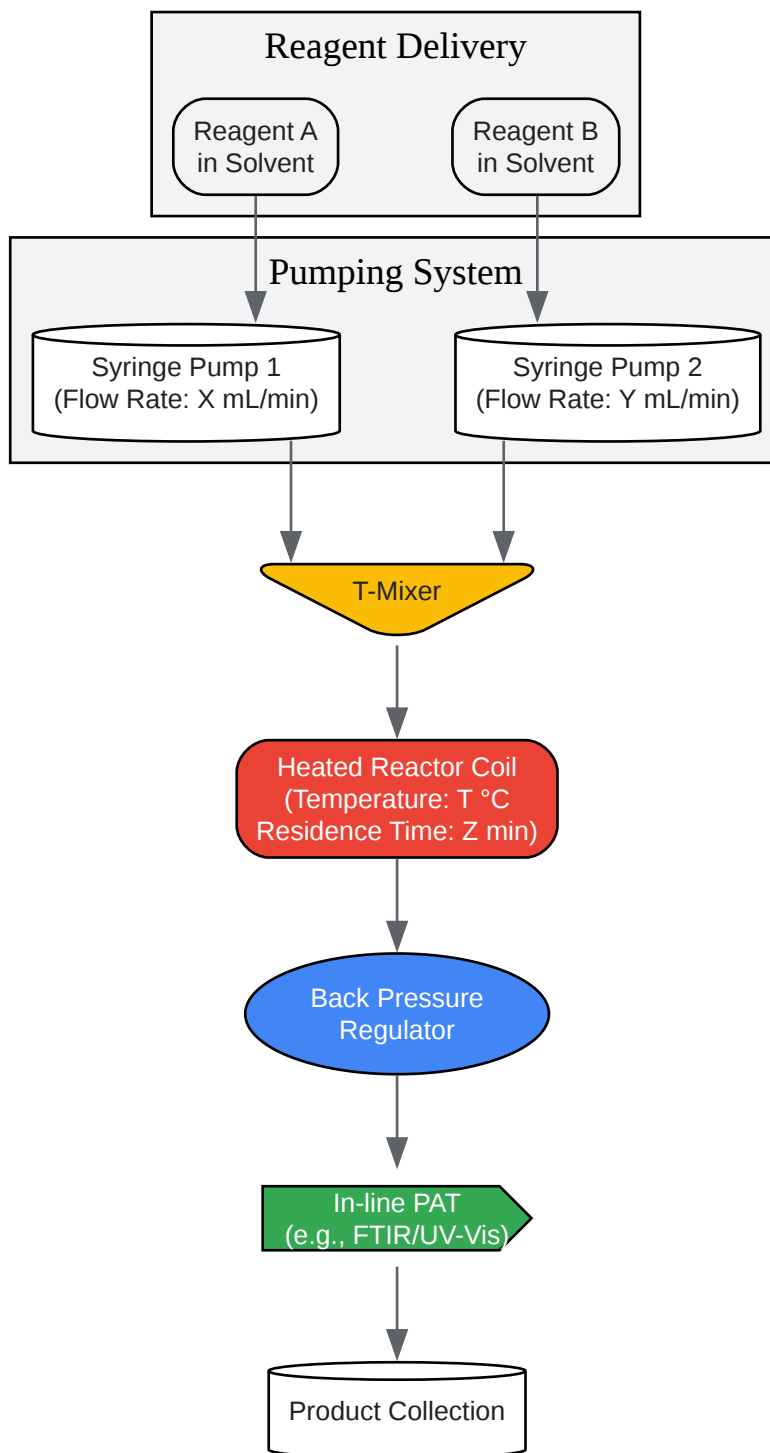 Reagent Delivery
Reagent A
in Solvent
Reagent B
in Solvent
Pumping System
Syringe Pump 1
(Flow Rate: X mL/min)
Syringe Pump 2
(Flow Rate: Y mL/min)
T-Mixer
Heated Reactor Coil
(Temperature: T °C
Residence Time: Z min)
Back Pressure
Regulator
In-line PAT
(e.g., FTIR/UV-Vis)
Product Collection